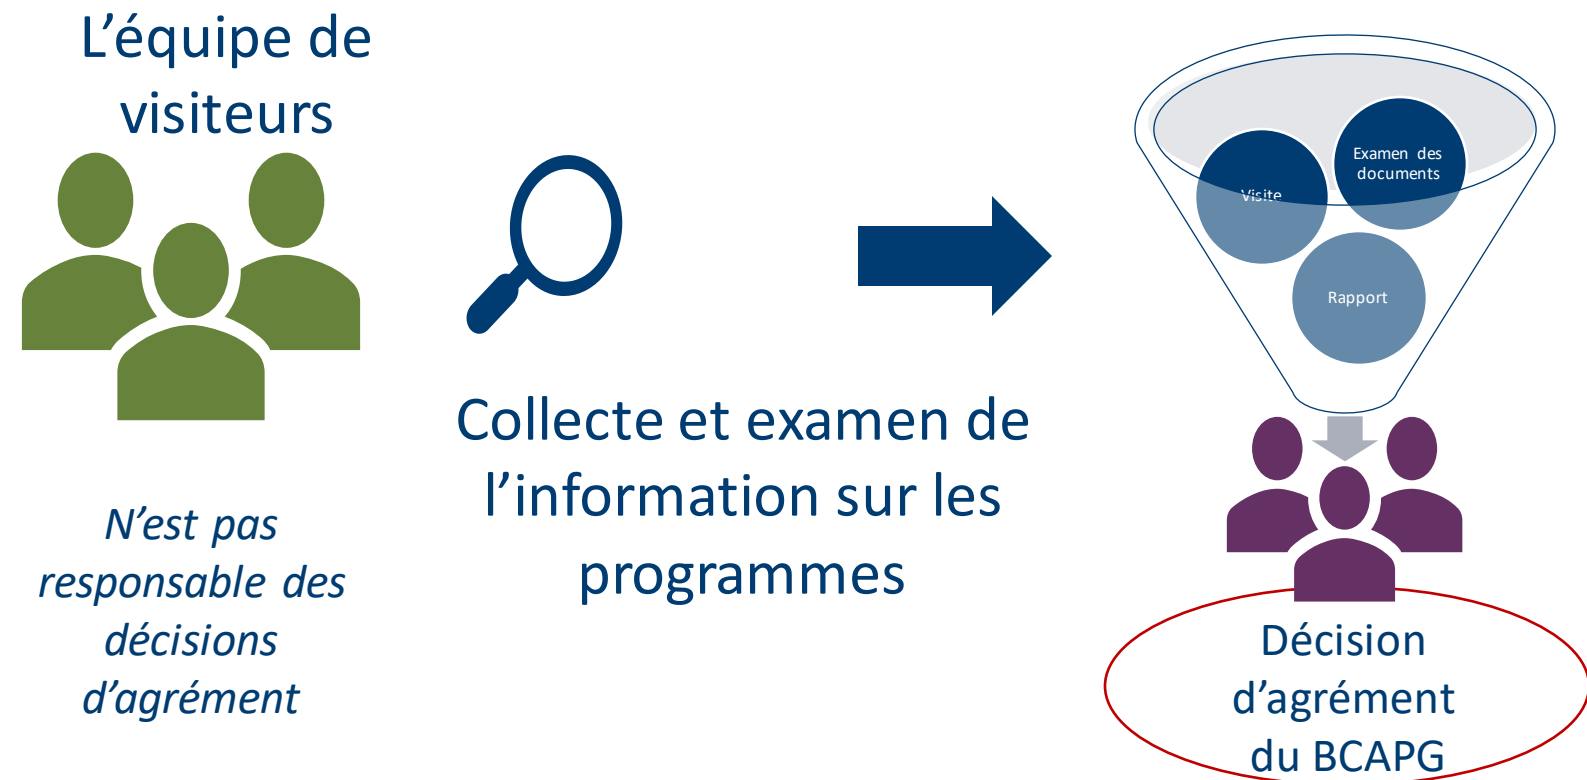 L’équipe de
visiteurs
N’est pas
responsable des
décisions
d’agrément
Collecte et examen de
l’information sur les
programmes
Visite
Examen des
documents
Rapport
Décision
d’agrément
du BCAPG